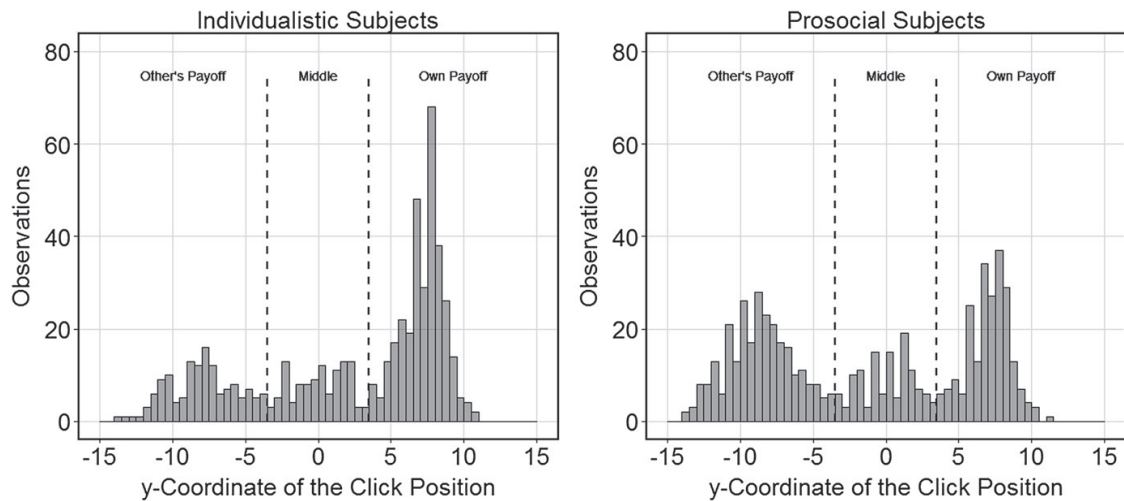 Individualistic Subjects
80
60
40
20
0
Observations
Other's Payoff
Middle
Own Payoff
-15
-10
-5
0
5
10
15
y-Coordinate of the Click Position
Prosocial Subjects
80
60
40
20
0
Observations
Other's Payoff
Middle
Own Payoff
-15
-10
-5
0
5
10
15
y-Coordinate of the Click Position